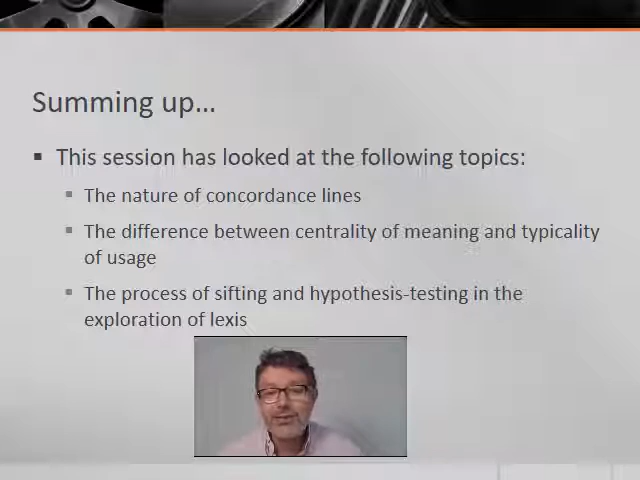 Summing up…
This session has looked at the following topics:
The nature of concordance lines
The difference between centrality of meaning and typicality
of usage
The process of sifting and hypothesis-testing in the
exploration of lexis